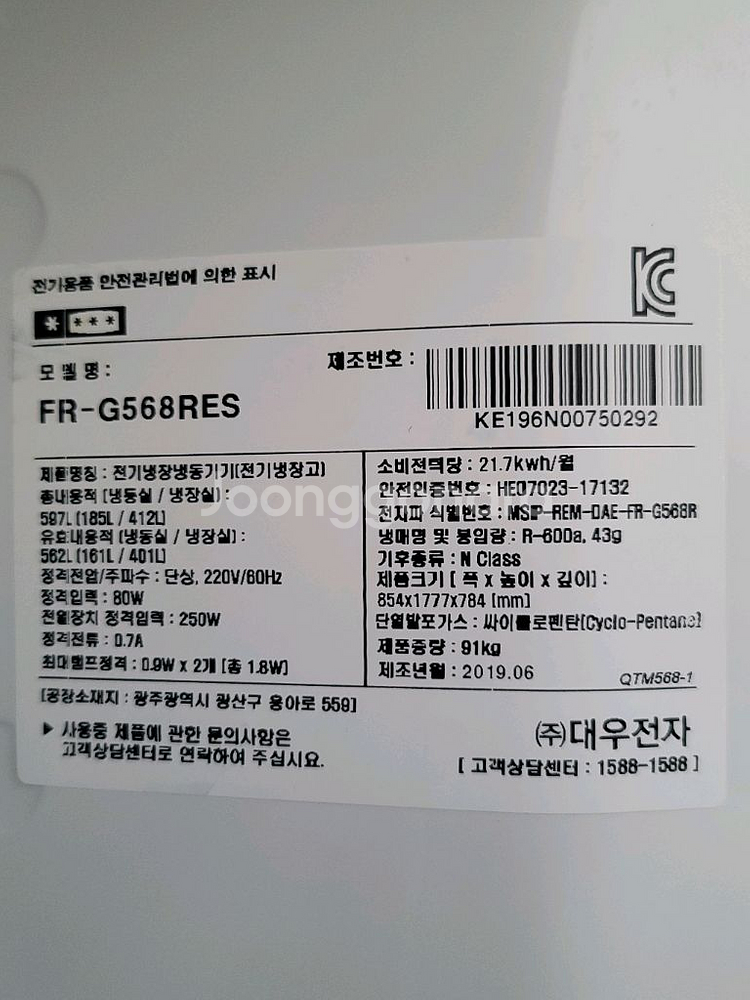 전기용품 안전관리법에 의한 표시
* ***
모델명 :
FR-G568RES
제조번호 :
KE196N00750292
제품명칭 : 전기냉장냉동기기(전기냉장고)
총내용적 (냉동실 / 냉장실) :
597L (185L / 412L)
유효내용적 (냉동실 / 냉장실) :
562L (161L / 401L)
정격전압/주파수 : 단상, 220V/60Hz
정격입력 : 80W
전열장치 정격입력 : 250W
정격전류 : 0.7A
최대램프정격 : 0.9W x 2개 [총 1.8W]
소비전력량 : 21.7kwh/월
안전인증번호 : HE07023-17132
전자파 식별번호 : MSIP-REM-DAE-FR-G568R
냉매명 및 봉입량 : R-600a, 43g
기후종류 : N Class
제품크기 [ 폭 x 높이 x 깊이 ] :
854x1777x784 [mm]
단열발포가스 : 싸이클로펜탄[Cyclo-Pentane]
제품중량 : 91kg
제조년월 : 2019.06
QTM568-1
[공장소재지 : 광주광역시 광산구 용아로 559]
▶ 사용중 제품에 관한 문의사항은
고객상담센터로 연락하여 주십시요.
㈜대우전자
[ 고객상담센터 : 1588-1588 ]